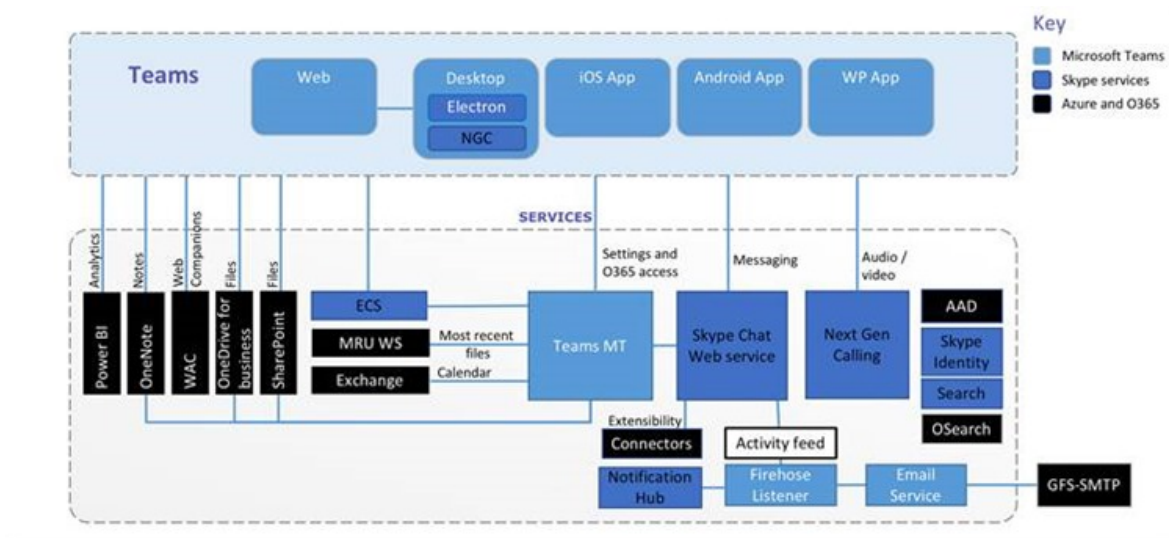 Key
Microsoft Teams
Skype services
Azure and O365
Teams
Web
Desktop
Electron
NGC
iOS App
Android App
WP App
SERVICES
Analytics
Notes
Web
Companions
Files
Files
Settings and
O365 access
Messaging
Audio /
video
Power BI
OneNote
WAC
OneDrive for
business
SharePoint
ECS
MRU WS
Exchange
Most recent
files
Calendar
Teams MT
Skype Chat
Web service
Next Gen
Calling
AAD
Skype
Identity
Search
OSearch
Extensibility
Connectors
Activity feed
Notification
Hub
Firehose
Listener
Email
Service
GFS-SMTP